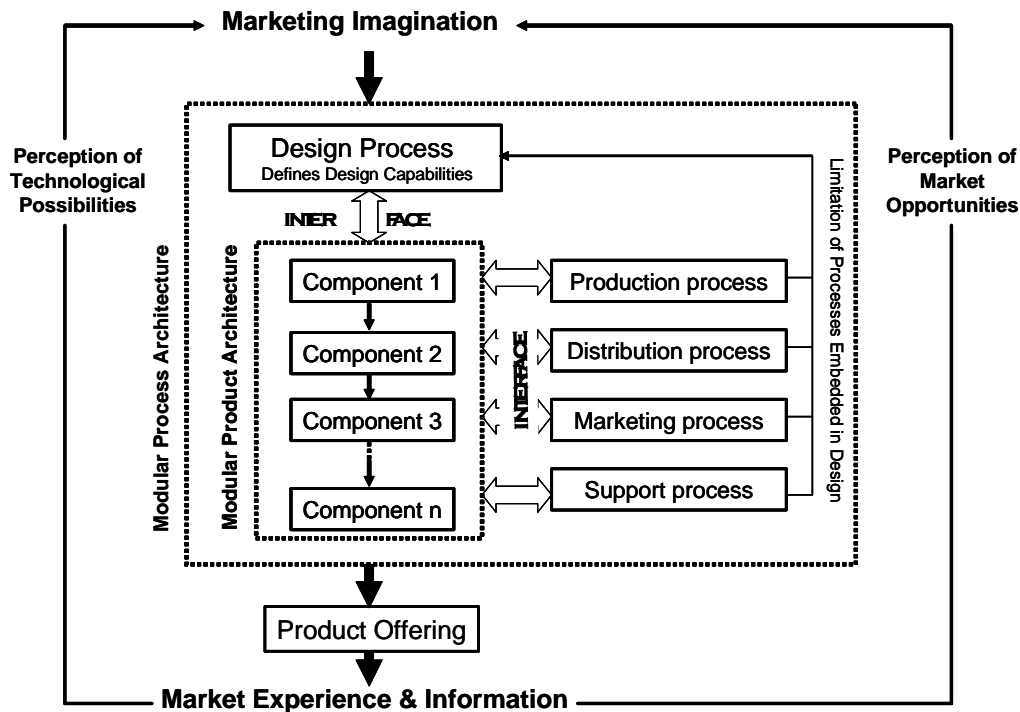 Marketing Imagination
Perception of
Technological
Possibilities
Perception of
Market
Opportunities
Design Process
Defines Design Capabilities
INTER FACE
Modular Process Architecture
Modular Product Architecture
Component 1
Component 2
Component 3
Component n
INTERFACE
Production process
Distribution process
Marketing process
Support process
Limitation of Processes Embedded in Design
Product Offering
Market Experience & Information